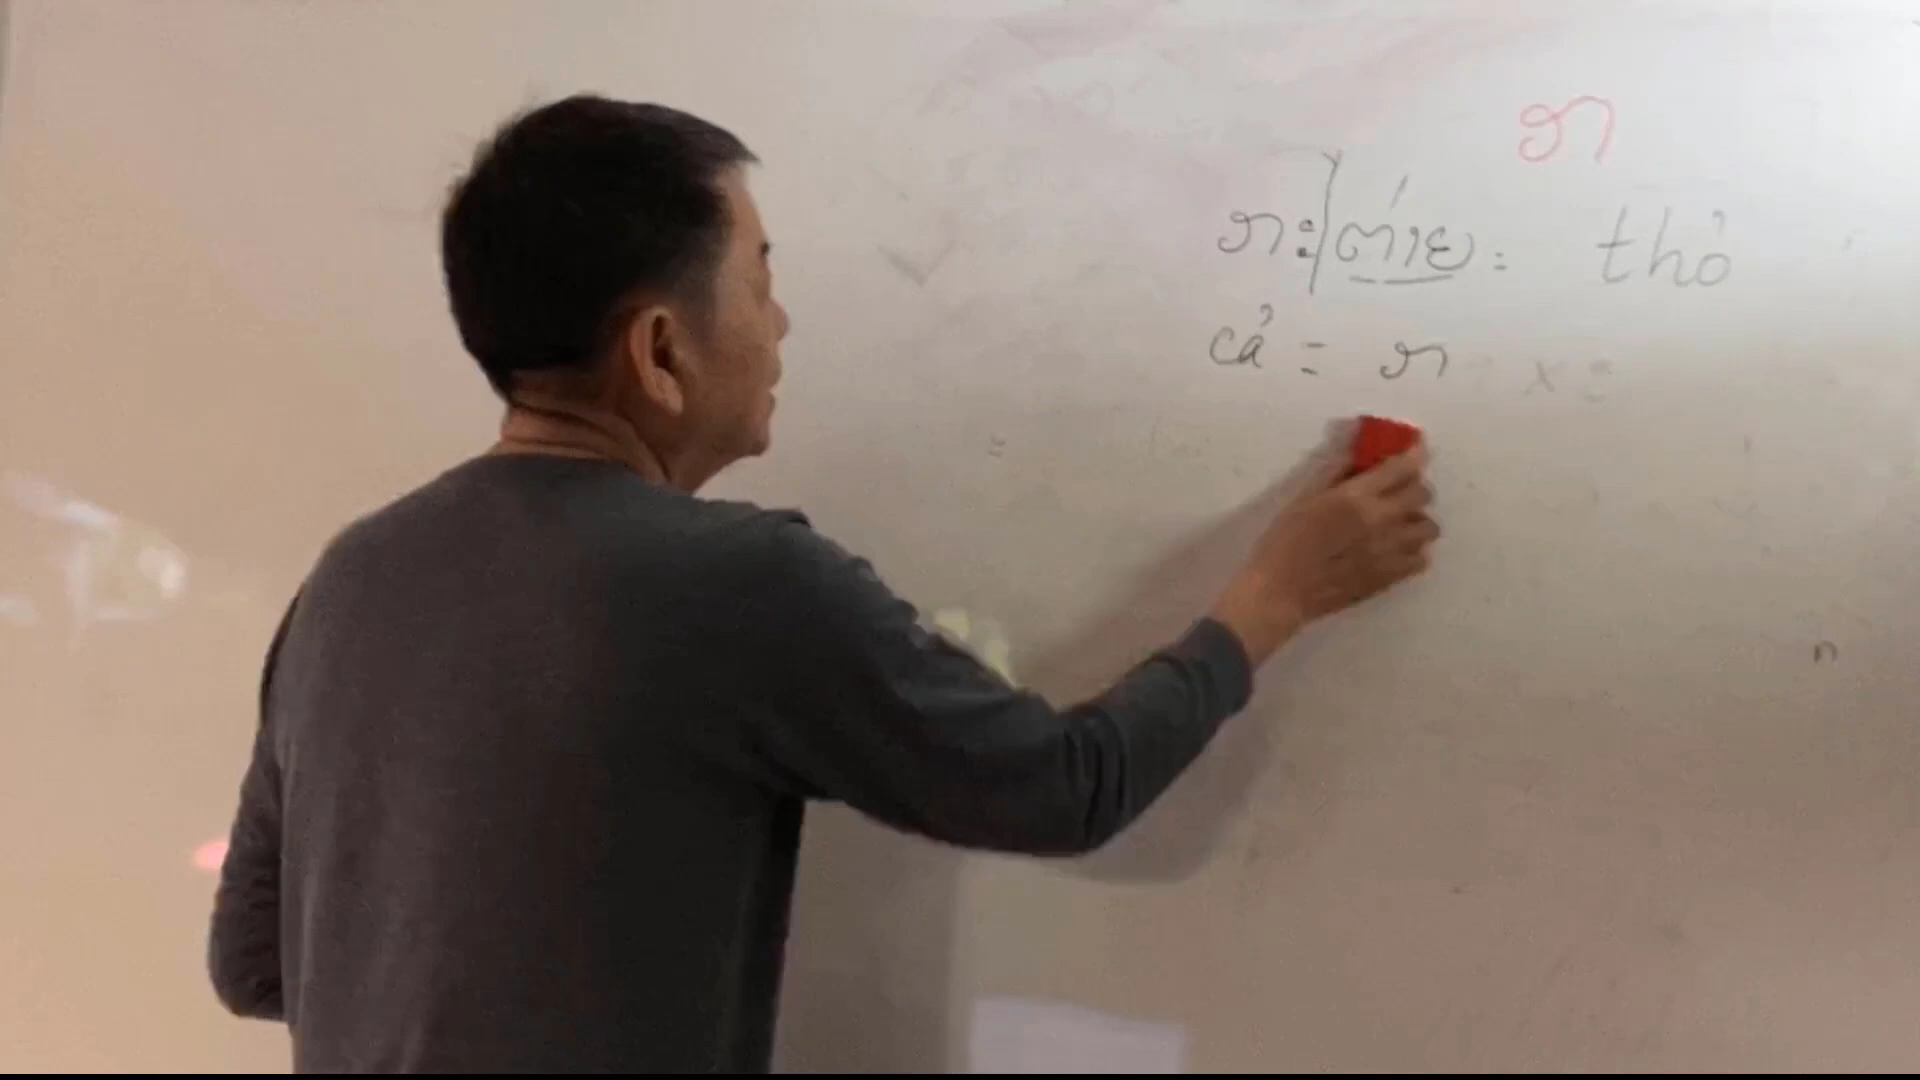 ກ
ກະ|ຕ່າຍ = thỏ
cả = ກ x =
n